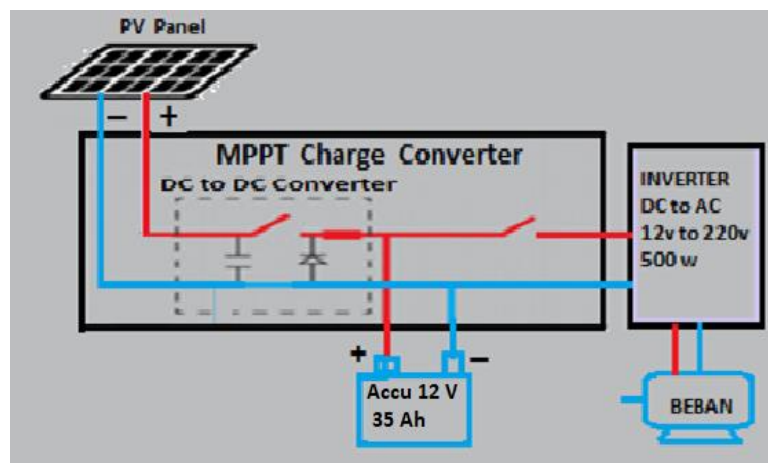 PV Panel
− +
MPPT Charge Converter
DC to DC Converter
INVERTER
DC to AC
12v to 220v
500 w
+ −
Accu 12 V
35 Ah
BEBAN